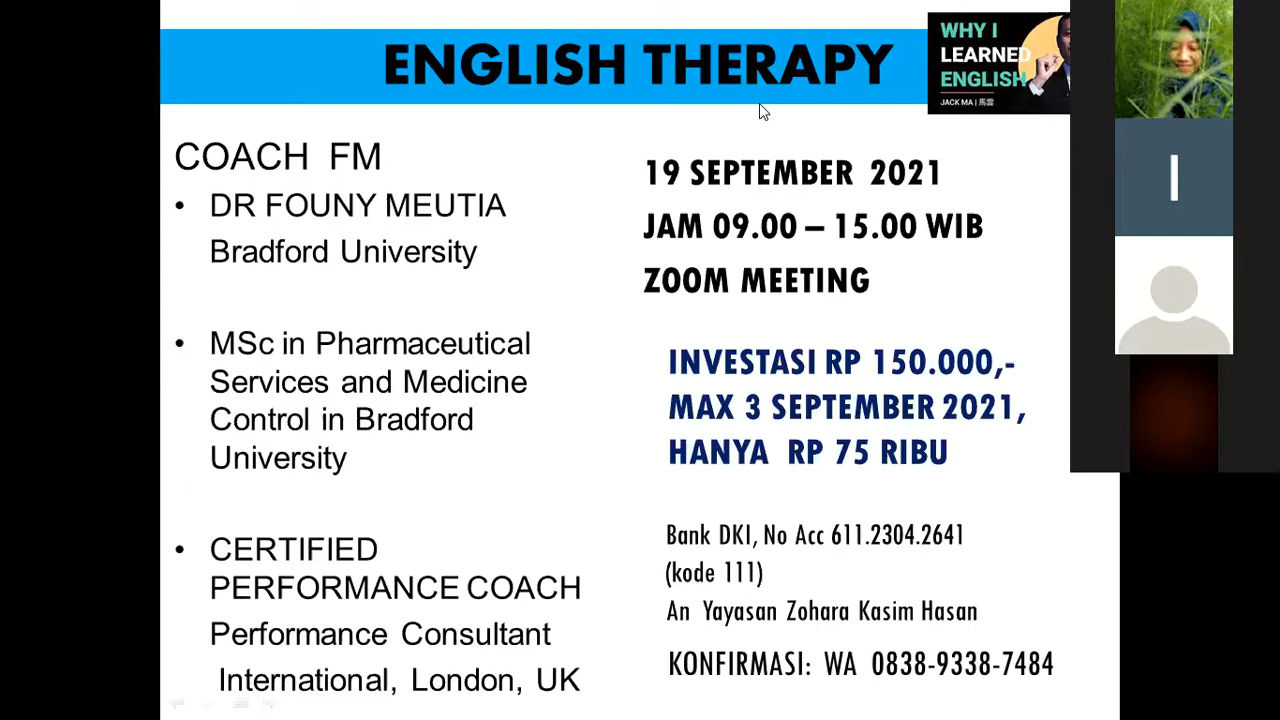 ENGLISH THERAPY
WHY I
LEARNED
ENGLISH
JACK MA | 馬雲
COACH FM
• DR FOUNY MEUTIA
Bradford University
• MSc in Pharmaceutical
Services and Medicine
Control in Bradford
University
• CERTIFIED
PERFORMANCE COACH
Performance Consultant
International, London, UK
19 SEPTEMBER 2021
JAM 09.00 – 15.00 WIB
ZOOM MEETING
INVESTASI RP 150.000,-
MAX 3 SEPTEMBER 2021,
HANYA RP 75 RIBU
Bank DKI, No Acc 611.2304.2641
(kode 111)
An Yayasan Zohara Kasim Hasan
KONFIRMASI: WA 0838-9338-7484
I